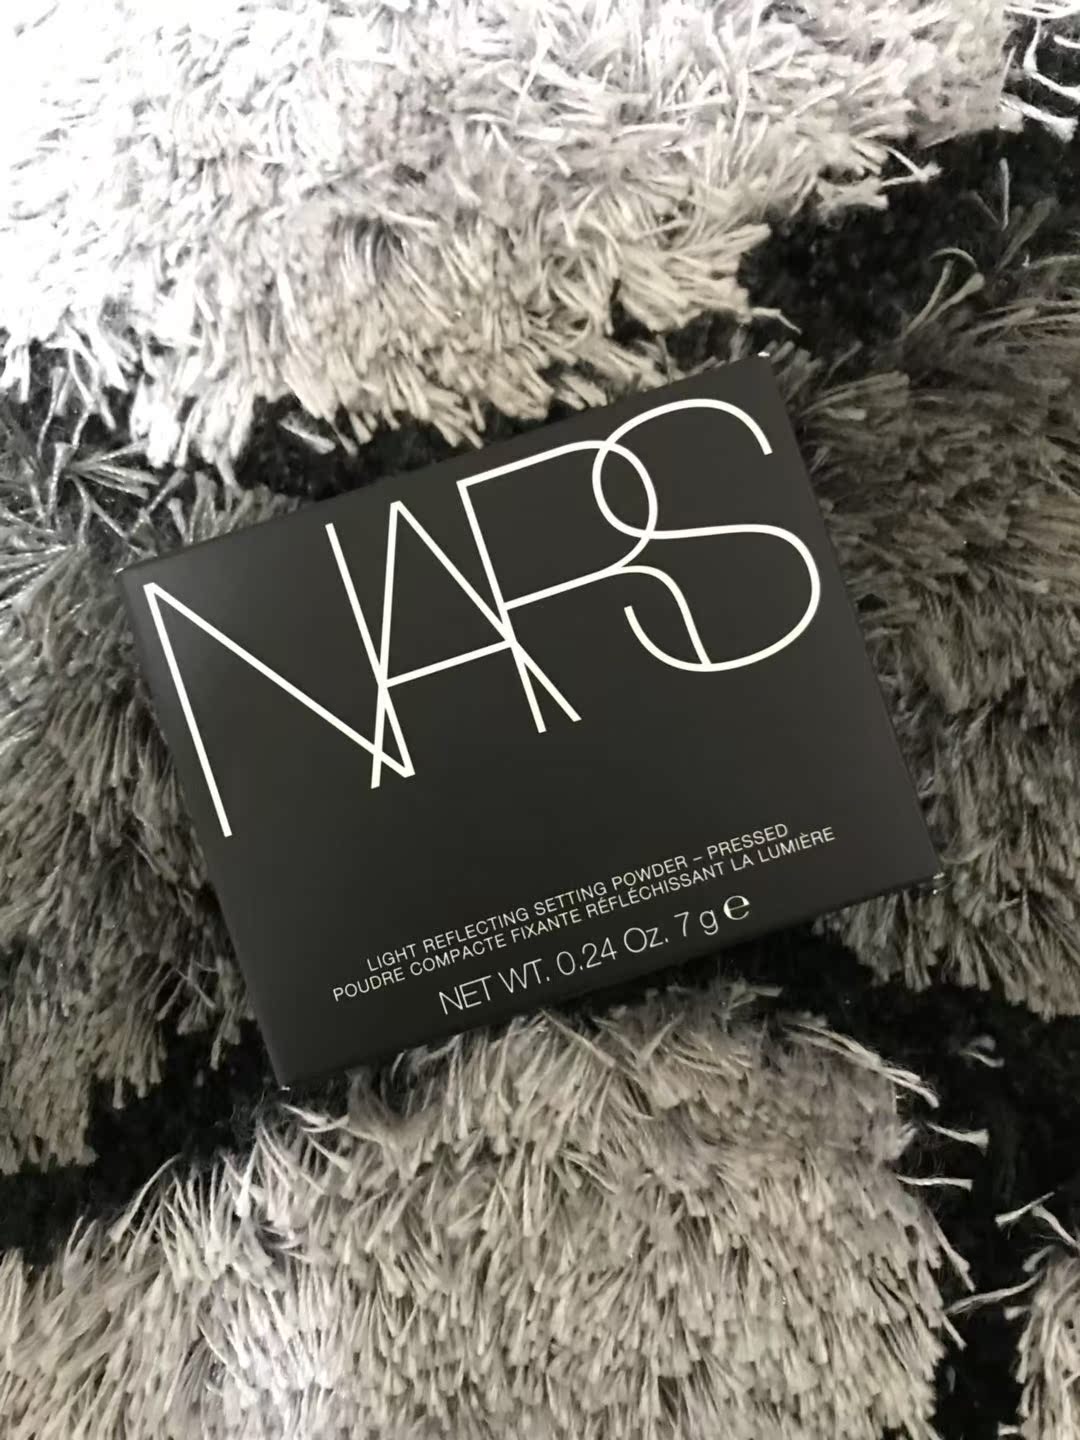 NARS
LIGHT REFLECTING SETTING POWDER – PRESSED
POUDRE COMPACTE FIXANTE RÉFLÉCHISSANT LA LUMIÈRE
NET WT. 0.24 Oz. 7 g ℮